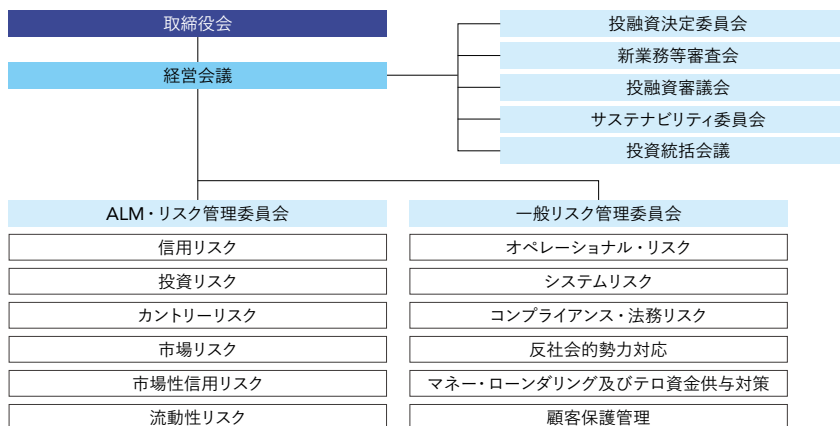 取締役会
経営会議
投融資決定委員会
新業務等審査会
投融資審議会
サステナビリティ委員会
投資統括会議
ALM・リスク管理委員会
信用リスク
投資リスク
カントリーリスク
市場リスク
市場性信用リスク
流動性リスク
一般リスク管理委員会
オペレーショナル・リスク
システムリスク
コンプライアンス・法務リスク
反社会的勢力対応
マネー・ローンダリング及びテロ資金供与対策
顧客保護管理